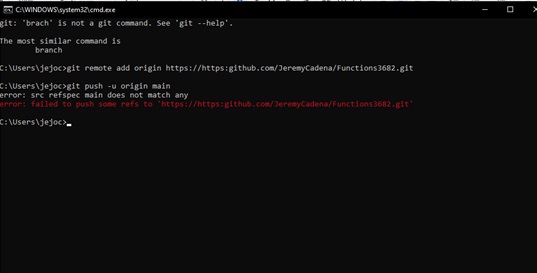 C:\WINDOWS\system32\cmd.exe
git: 'brach' is not a git command. See 'git --help'.
The most similar command is
branch
C:\Users\jejoc>git remote add origin https://https:github.com/JeremyCadena/Functions3682.git
C:\Users\jejoc>git push -u origin main
error: src refspec main does not match any
error: failed to push some refs to 'https://https:github.com/JeremyCadena/Functions3682.git'
C:\Users\jejoc>